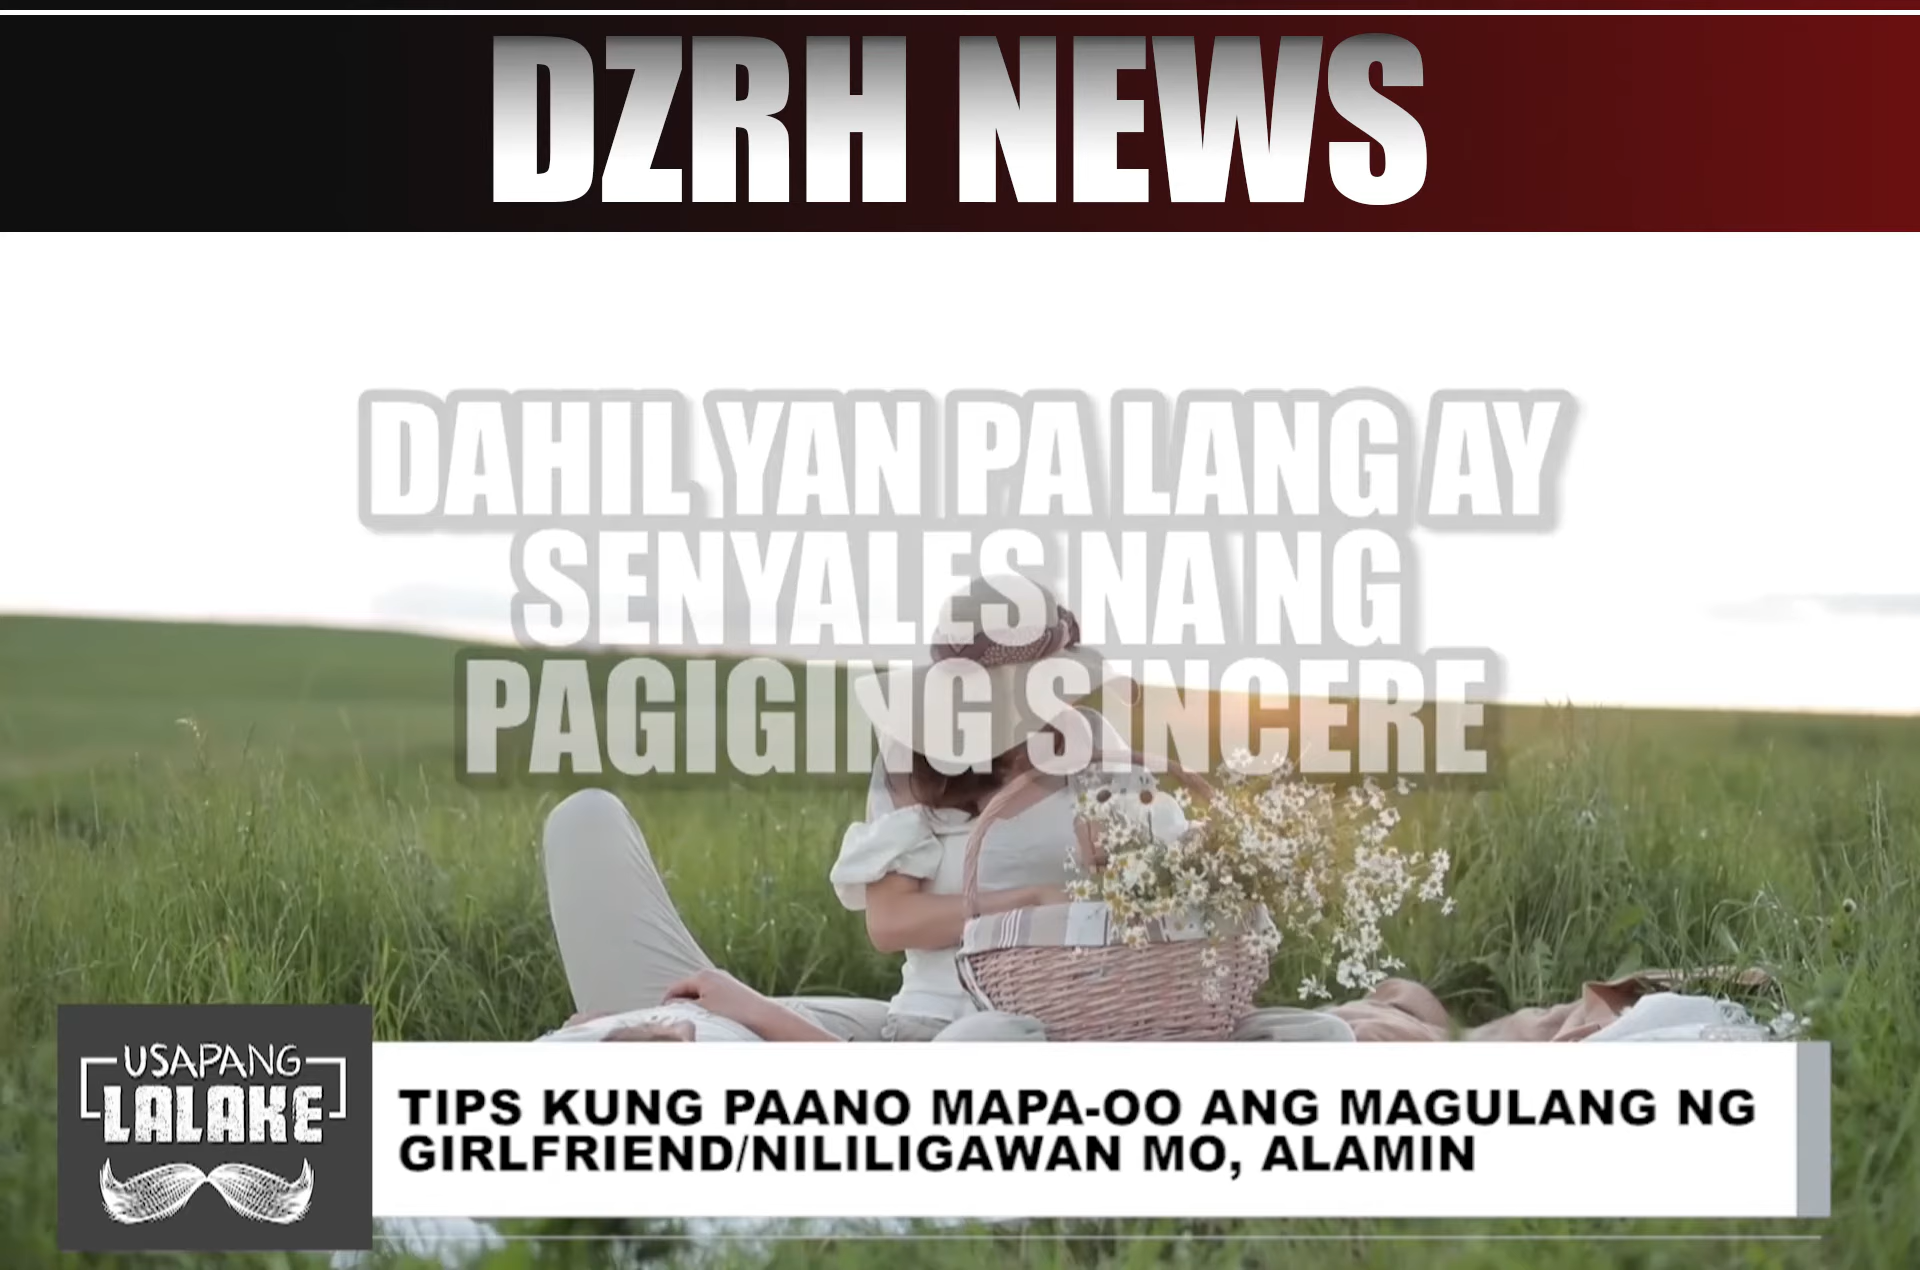 DZRH NEWS
DAHIL YAN PA LANG AY
SENYALES NA NG
PAGIGING SINCERE
USAPANG
LALAKE
TIPS KUNG PAANO MAPA-OO ANG MAGULANG NG
GIRLFRIEND/NILILIGAWAN MO, ALAMIN